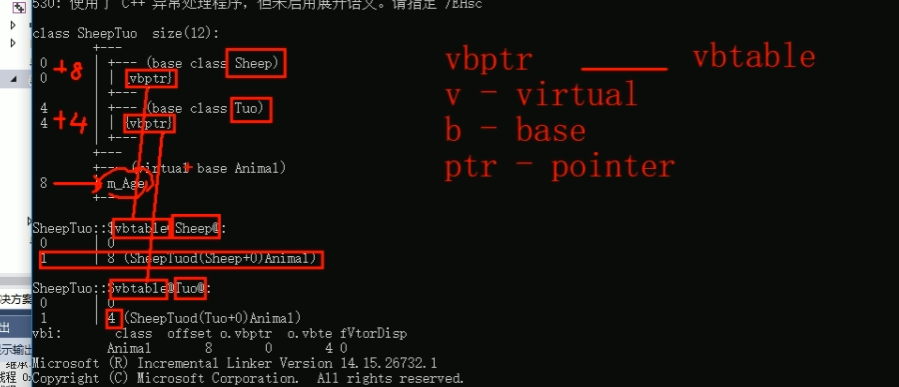 530: 使用了 C++ 异常处理程序，但未启用展开语义。请指定 /EHsc
class SheepTuo  size(12):
+---
0 +8 | +--- (base class Sheep)
0 | | {vbptr}
| +---
4 | +--- (base class Tuo)
4 +4 | | {vbptr}
| +---
+---
+--- (virtual base Animal)
8 | m_Age
+---
SheepTuo::$vbtable@Sheep@:
0 | 0
1 | 8 (SheepTuod(Sheep+0)Animal)
SheepTuo::$vbtable@Tuo@:
0 | 0
1 | 4 (SheepTuod(Tuo+0)Animal)
vbi:       class  offset o.vbptr  o.vbte fVtorDisp
Animal       8       0       4 0
Microsoft (R) Incremental Linker Version 14.15.26732.1
Copyright (C) Microsoft Corporation.  All rights reserved.
vbptr ____ vbtable
v - virtual
b - base
ptr - pointer
决方案
出
示输出